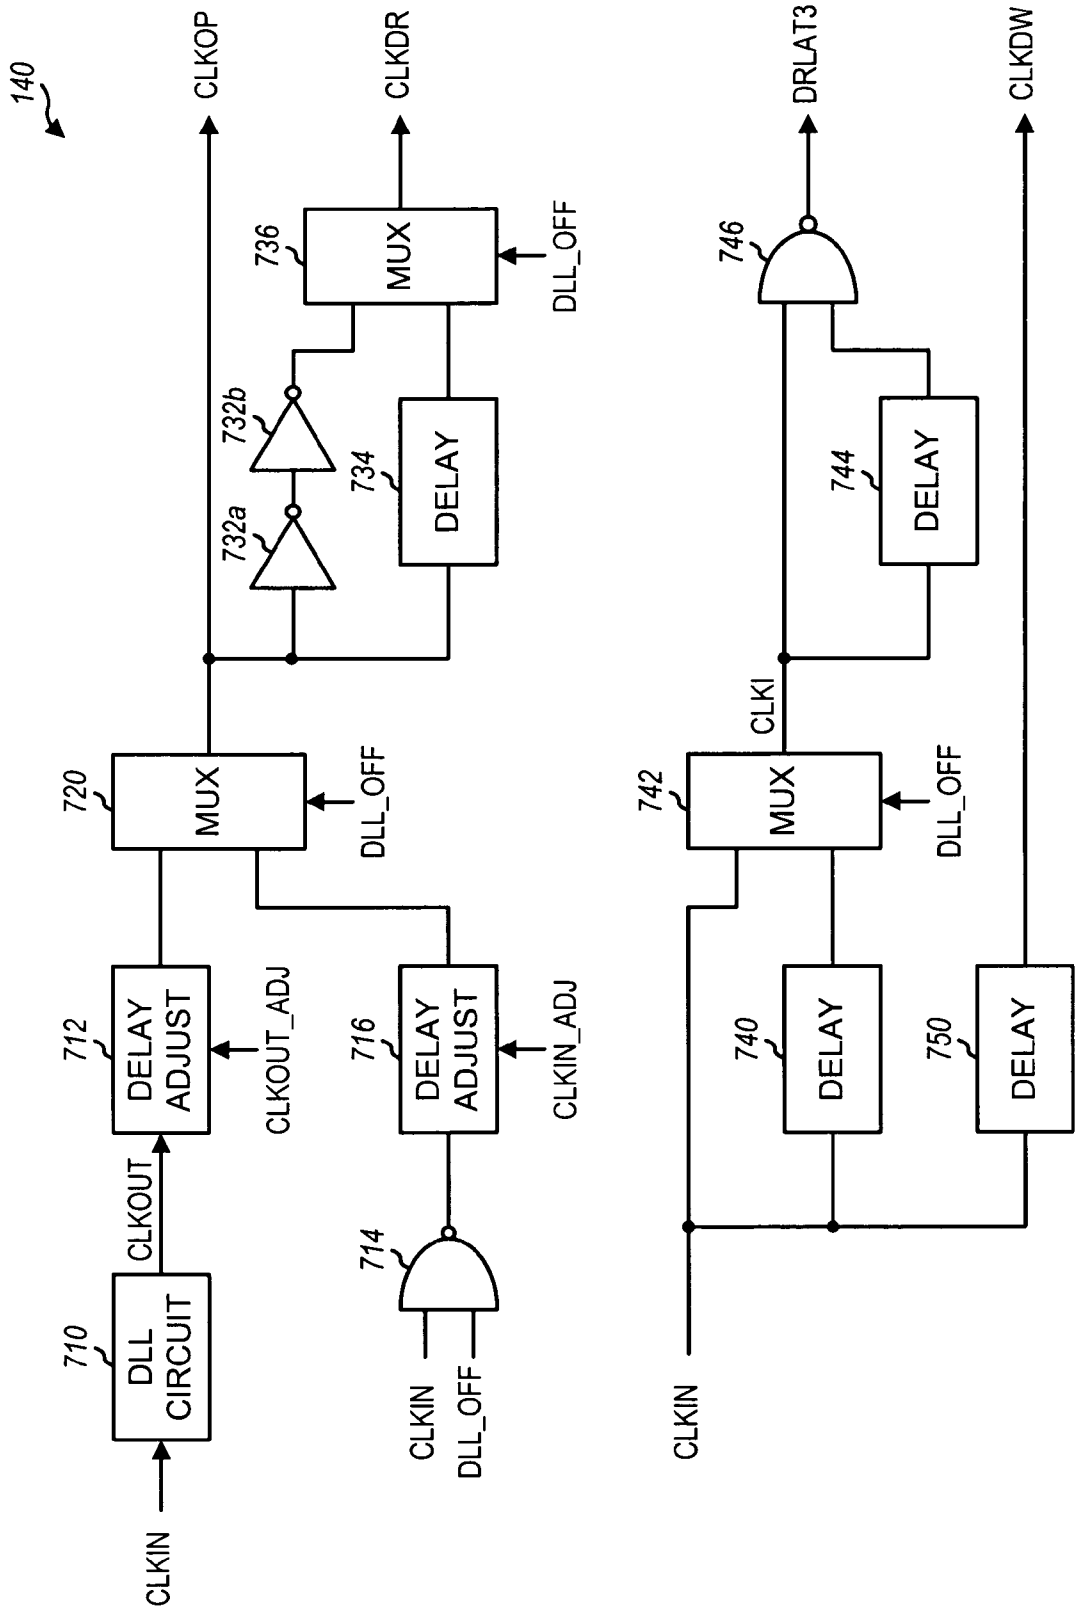 140
CLKIN
710
DLL
CIRCUIT
CLKOUT
712
DELAY
ADJUST
CLKOUT_ADJ
720
MUX
DLL_OFF
CLKOP
CLKIN
DLL_OFF
714
716
DELAY
ADJUST
CLKIN_ADJ
732a
732b
734
DELAY
736
MUX
DLL_OFF
CLKDR
CLKIN
740
DELAY
742
MUX
DLL_OFF
CLKI
744
DELAY
746
DRLAT3
750
DELAY
CLKDW